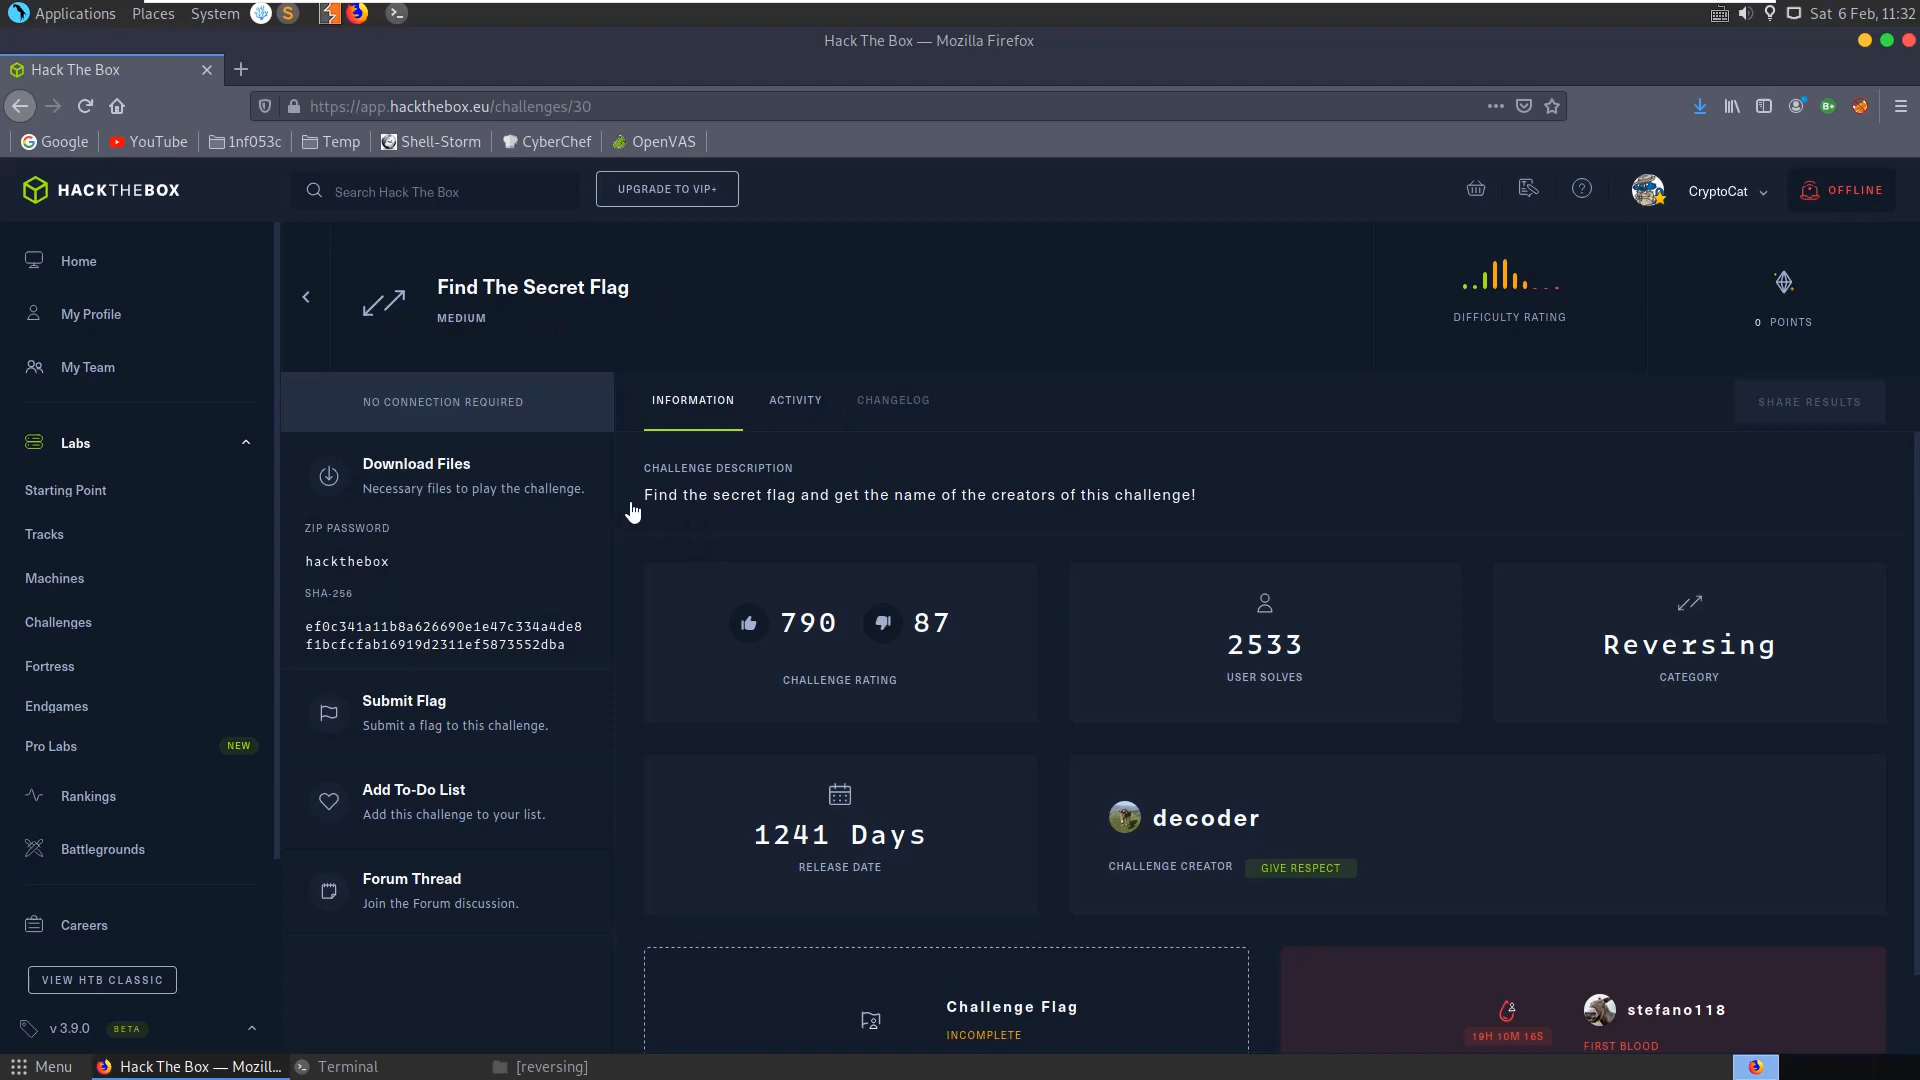 Applications Places System
Sat 6 Feb, 11:32
Hack The Box — Mozilla Firefox
Hack The Box
https://app.hackthebox.eu/challenges/30
Google YouTube 1nf053c Temp Shell-Storm CyberChef OpenVAS
HACKTHEBOX
Search Hack The Box
UPGRADE TO VIP+
CryptoCat
OFFLINE
Home
My Profile
My Team
Labs
Starting Point
Tracks
Machines
Challenges
Fortress
Endgames
Pro Labs NEW
Rankings
Battlegrounds
Careers
VIEW HTB CLASSIC
v 3.9.0 BETA
Find The Secret Flag
MEDIUM
DIFFICULTY RATING
0 POINTS
NO CONNECTION REQUIRED
Download Files
Necessary files to play the challenge.
ZIP PASSWORD
hackthebox
SHA-256
ef0c341a11b8a626690e1e47c334a4de8
f1bcfcfab16919d2311ef5873552dba
Submit Flag
Submit a flag to this challenge.
Add To-Do List
Add this challenge to your list.
Forum Thread
Join the Forum discussion.
INFORMATION ACTIVITY CHANGELOG
SHARE RESULTS
CHALLENGE DESCRIPTION
Find the secret flag and get the name of the creators of this challenge!
790 87
CHALLENGE RATING
2533
USER SOLVES
Reversing
CATEGORY
1241 Days
RELEASE DATE
decoder
CHALLENGE CREATOR GIVE RESPECT
Challenge Flag
INCOMPLETE
19H 10M 16S
stefano118
FIRST BLOOD
Menu
Hack The Box — Mozill...
Terminal
[reversing]